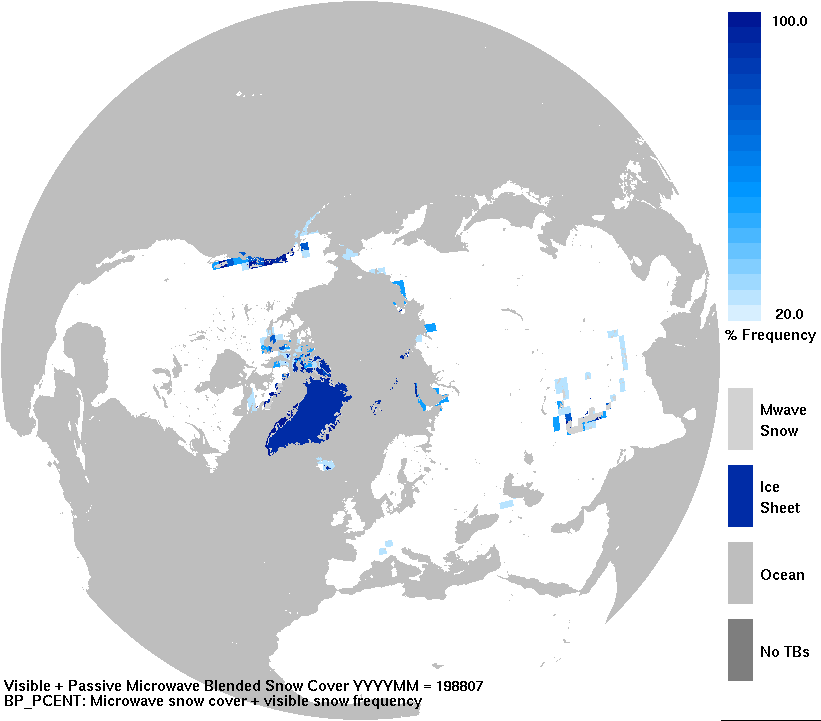 100.0
20.0
% Frequency
Mwave
Snow
Ice
Sheet
Ocean
No TBs
Visible + Passive Microwave Blended Snow Cover YYYYMM = 198807
BP_PCENT: Microwave snow cover + visible snow frequency